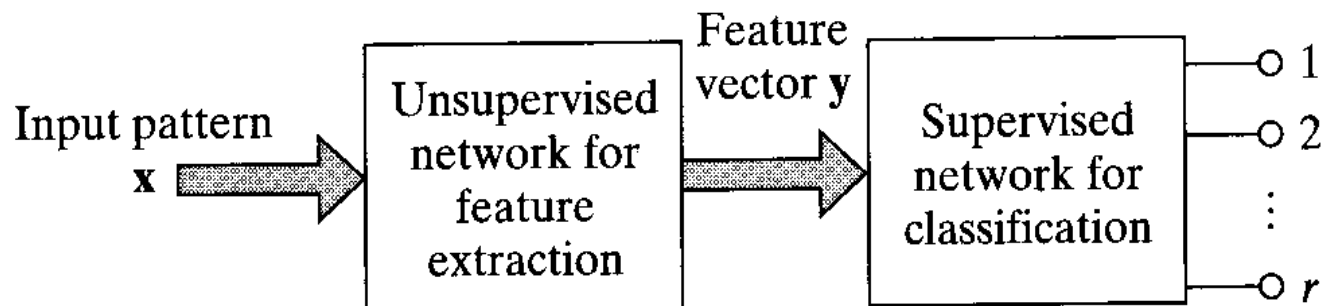 Input pattern
x
Unsupervised
network for
feature
extraction
Feature
vector y
Supervised
network for
classification
1
2
⋮
r